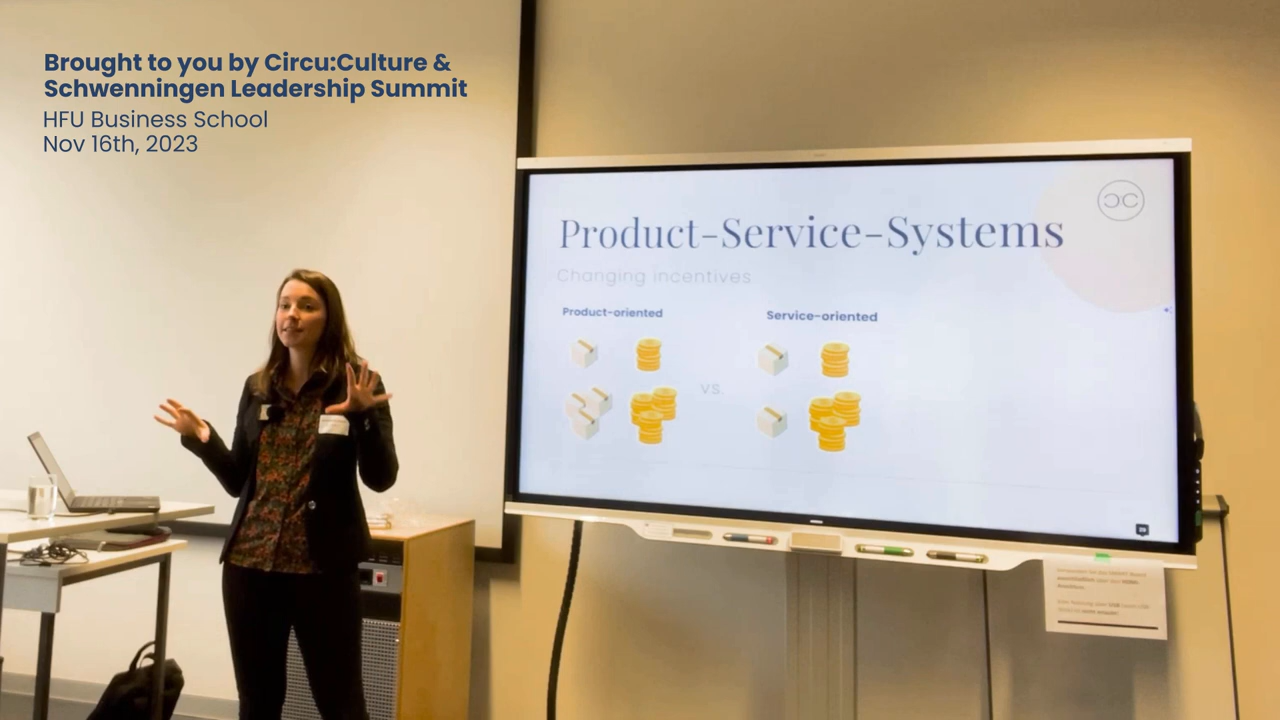 Brought to you by Circu:Culture &
Schwenningen Leadership Summit
HFU Business School
Nov 16th, 2023
Product-Service-Systems
Changing incentives
Product-oriented
Service-oriented
vs.